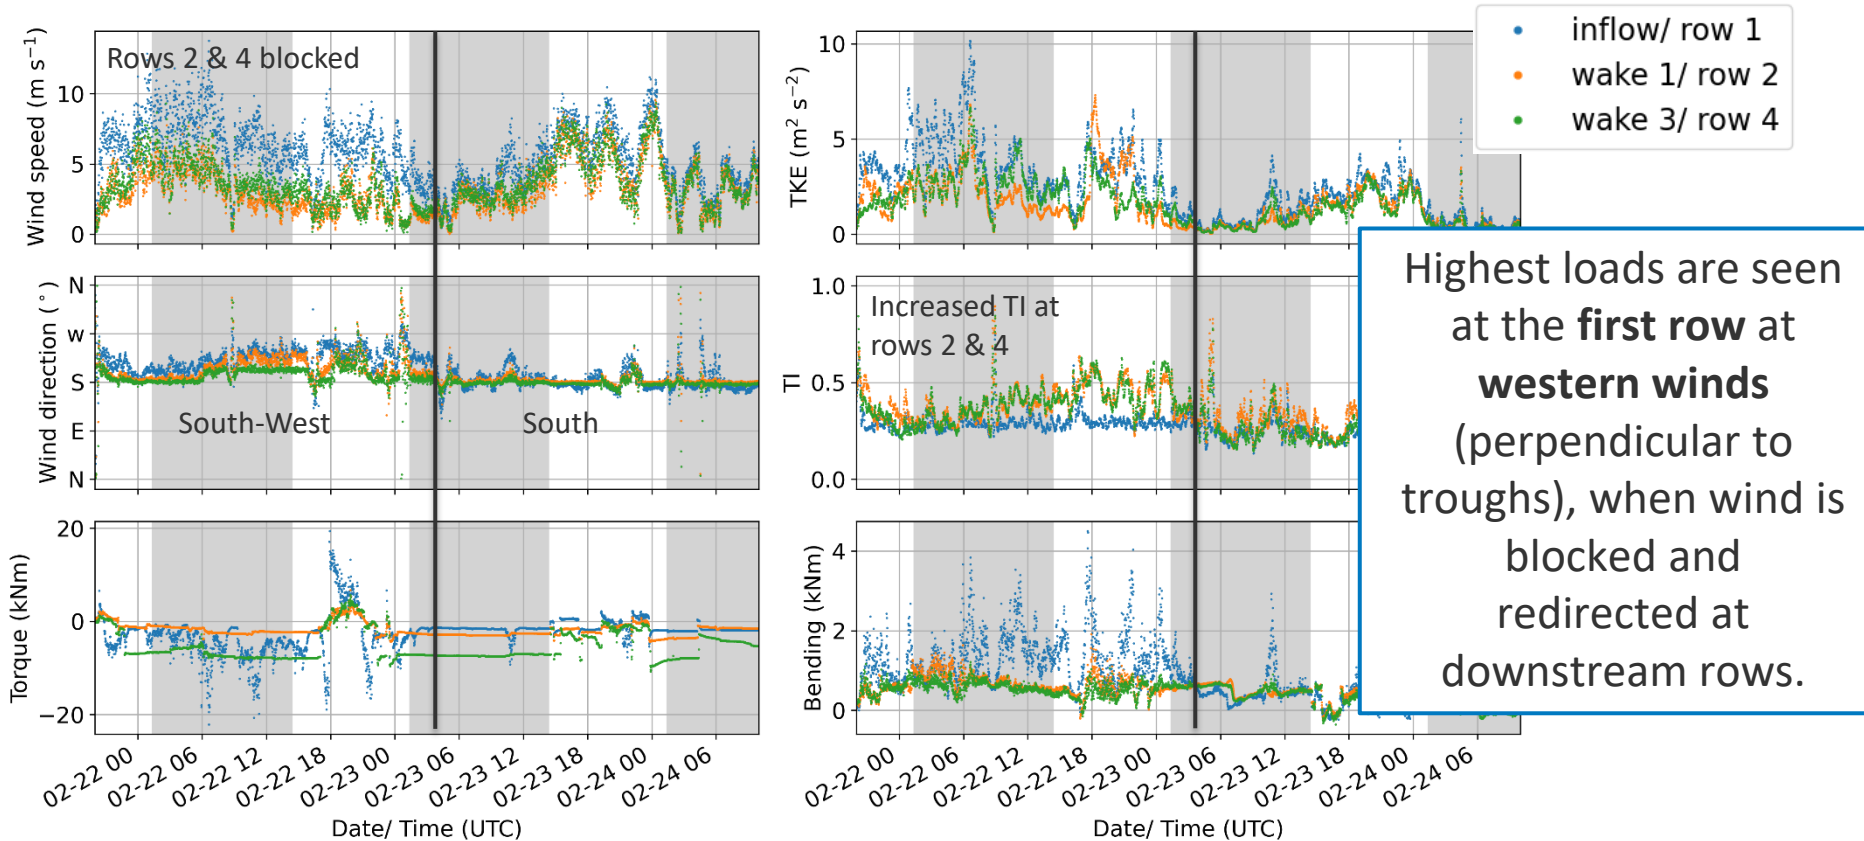 inflow/ row 1
wake 1/ row 2
wake 3/ row 4
Rows 2 & 4 blocked
Wind speed (m s⁻¹)
10
5
0
TKE (m² s⁻²)
10
5
0
Wind direction (°)
N
W
S
E
N
South-West
South
Increased TI at
rows 2 & 4
TI
1.0
0.5
0.0
Torque (kNm)
20
0
−20
Bending (kNm)
4
2
0
02-22 00
02-22 06
02-22 12
02-22 18
02-23 00
02-23 06
02-23 12
02-23 18
02-24 00
02-24 06
Date/ Time (UTC)
02-22 00
02-22 06
02-22 12
02-22 18
02-23 00
02-23 06
02-23 12
02-23 18
02-24 00
02-24 06
Date/ Time (UTC)
Highest loads are seen
at the first row at
western winds
(perpendicular to
troughs), when wind is
blocked and
redirected at
downstream rows.